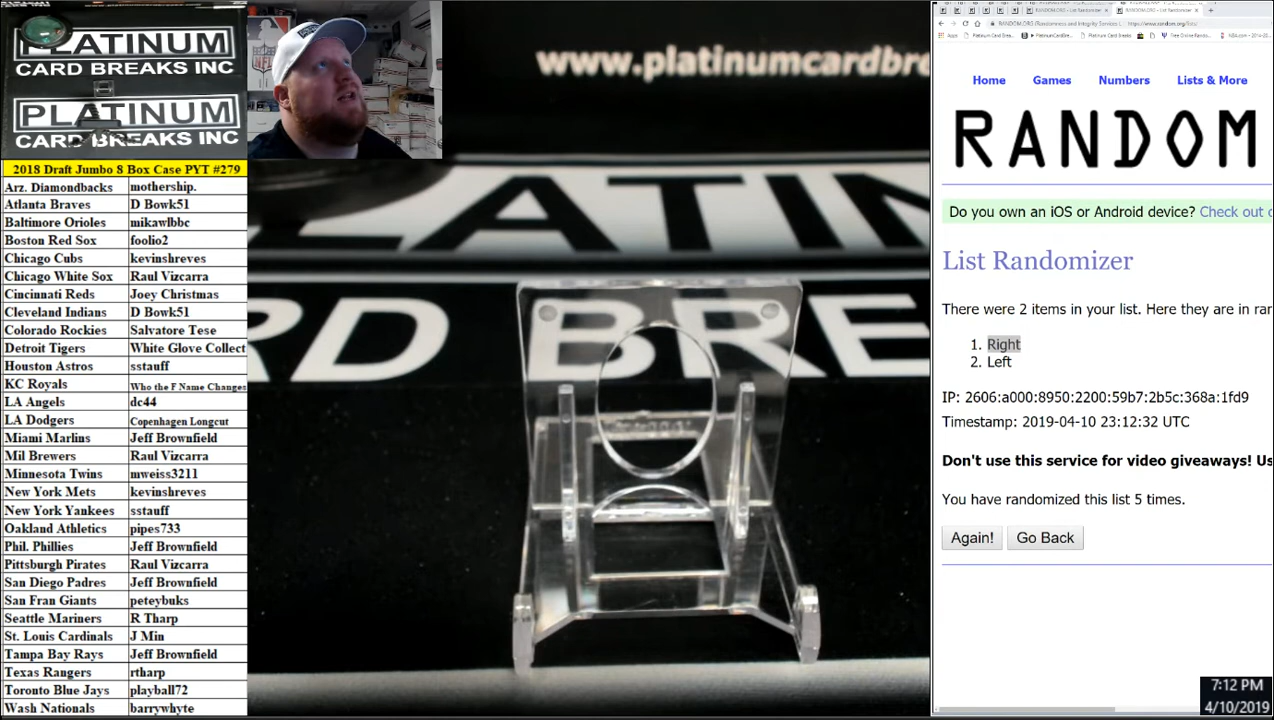 PLATINUM
CARD BREAKS INC
PLATINUM
CARD BREAKS INC
www.platinumcardbre
LATINUM
RD BREAKS
2018 Draft Jumbo 8 Box Case PYT #279
Arz. Diamondbacks mothership.
Atlanta Braves D Bowk51
Baltimore Orioles mikawlbbc
Boston Red Sox foolio2
Chicago Cubs kevinshreves
Chicago White Sox Raul Vizcarra
Cincinnati Reds Joey Christmas
Cleveland Indians D Bowk51
Colorado Rockies Salvatore Tese
Detroit Tigers White Glove Collect
Houston Astros sstauff
KC Royals Who the F Name Changes
LA Angels dc44
LA Dodgers Copenhagen Longcut
Miami Marlins Jeff Brownfield
Mil Brewers Raul Vizcarra
Minnesota Twins mweiss3211
New York Mets kevinshreves
New York Yankees sstauff
Oakland Athletics pipes733
Phil. Phillies Jeff Brownfield
Pittsburgh Pirates Raul Vizcarra
San Diego Padres Jeff Brownfield
San Fran Giants peteybuks
Seattle Mariners R Tharp
St. Louis Cardinals J Min
Tampa Bay Rays Jeff Brownfield
Texas Rangers rtharp
Toronto Blue Jays playball72
Wash Nationals barrywhyte
Home Games Numbers Lists & More
RANDOM
Do you own an iOS or Android device? Check out o
List Randomizer
There were 2 items in your list. Here they are in ran
1. Right
2. Left
IP: 2606:a000:8950:2200:59b7:2b5c:368a:1fd9
Timestamp: 2019-04-10 23:12:32 UTC
Don't use this service for video giveaways! Us
You have randomized this list 5 times.
Again! Go Back
7:12 PM
4/10/2019